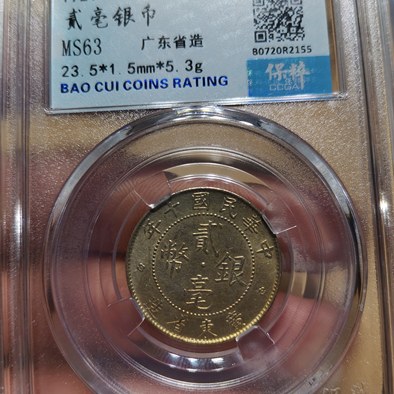 貳毫银币
MS63 广东省造
23.5*1.5mm*5.3g
BAO CUI COINS RATING
B0720R2155
保粹
CCGA
中華民國十年
貳毫銀幣
廣東省造